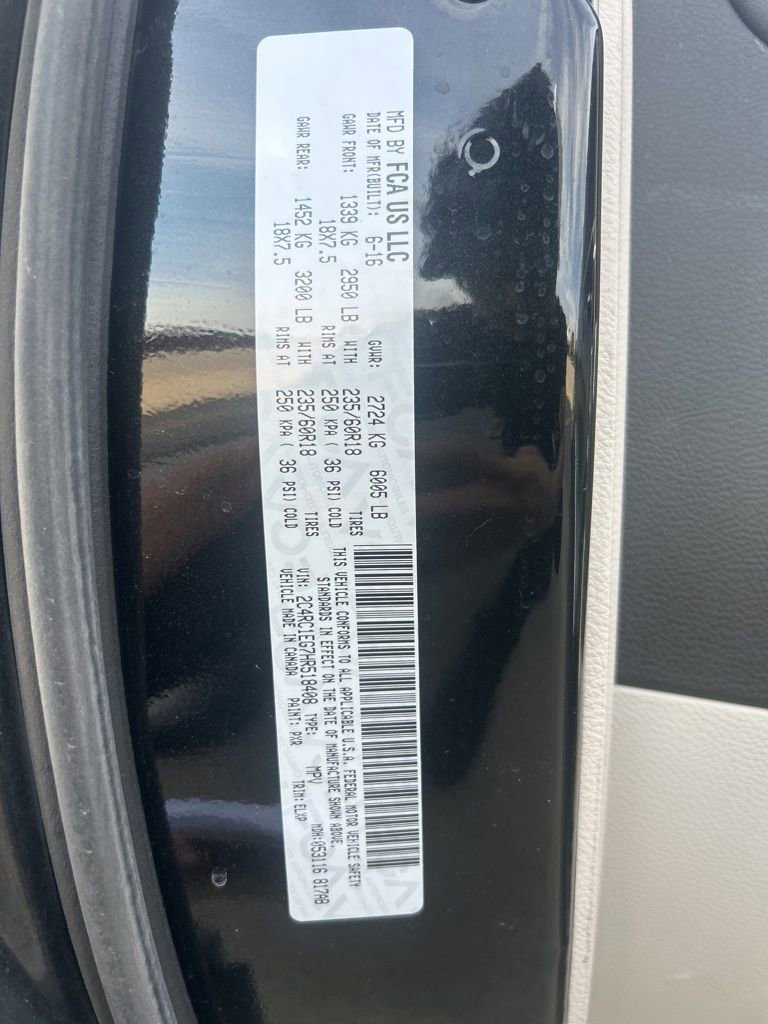 MFD BY FCA US LLC
DATE OF MFR(BUILT): 6-16 GVWR: 2724 KG 6005 LB
GAWR FRONT: 1339 KG 2950 LB WITH 235/60R18 TIRES
18X7.5 RIMS AT 250 KPA ( 36 PSI) COLD
GAWR REAR: 1452 KG 3200 LB WITH 235/60R18 TIRES
18X7.5 RIMS AT 250 KPA ( 36 PSI) COLD
THIS VEHICLE CONFORMS TO ALL APPLICABLE U.S.A. FEDERAL MOTOR VEHICLE SAFETY
STANDARDS IN EFFECT ON THE DATE OF MANUFACTURE SHOWN ABOVE.
VIN: 2C4RC1EG7HR518408 TYPE: MPV MDH:053116 817AB
VEHICLE MADE IN CANADA PAINT: PXR TRIM: ELXP